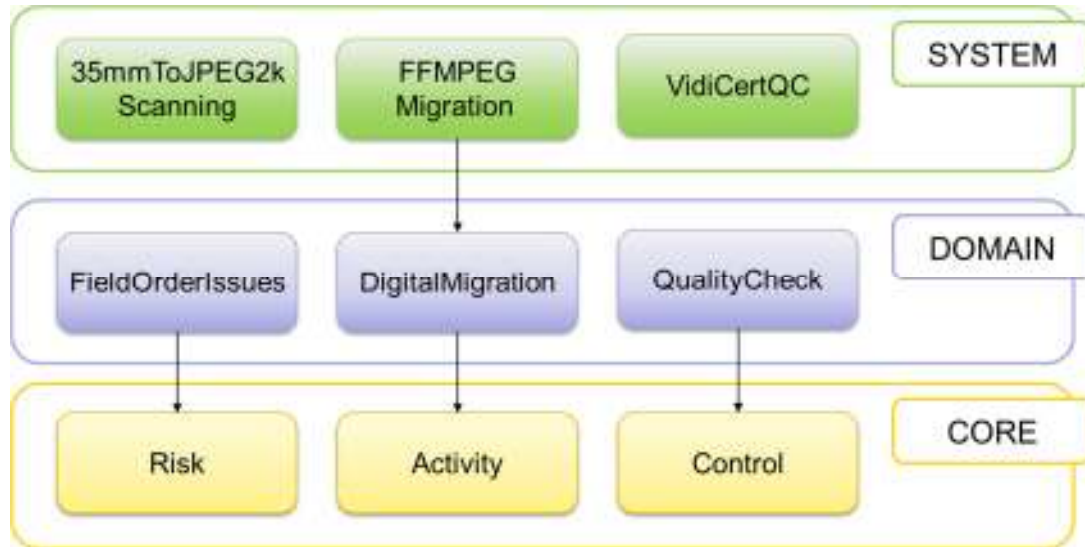 35mmToJPEG2k
Scanning
FFMPEG
Migration
VidiCertQC
SYSTEM
FieldOrderIssues
DigitalMigration
QualityCheck
DOMAIN
Risk
Activity
Control
CORE